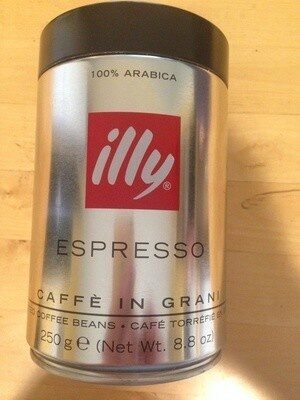 100% ARABICA
illy®
ESPRESSO
CAFFÈ IN GRANI
COFFEE BEANS • CAFÉ TORRÉFIÉ
250 g ℮ (Net Wt. 8.8 oz)